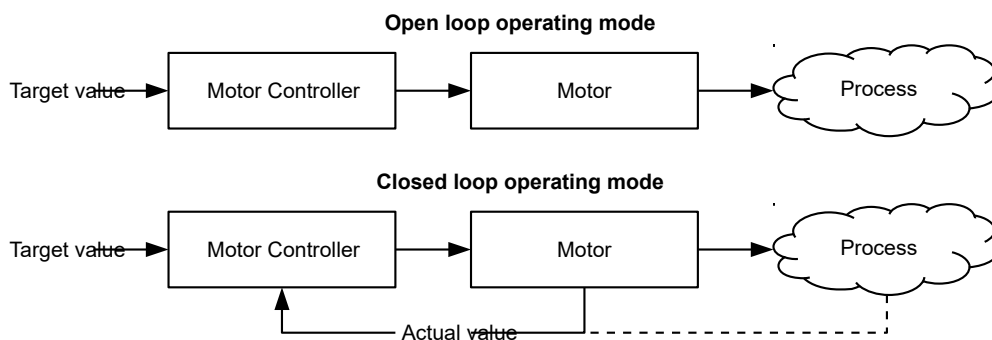 Open loop operating mode
Target value Motor Controller Motor Process
Closed loop operating mode
Target value Motor Controller Motor Process
Actual value